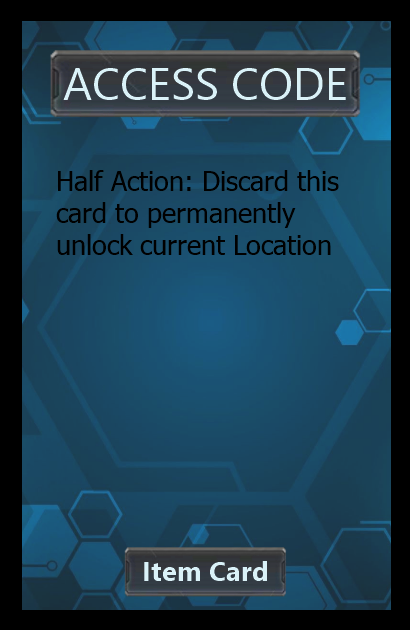 ACCESS CODE
Half Action: Discard this
card to permanently
unlock current Location
Item Card